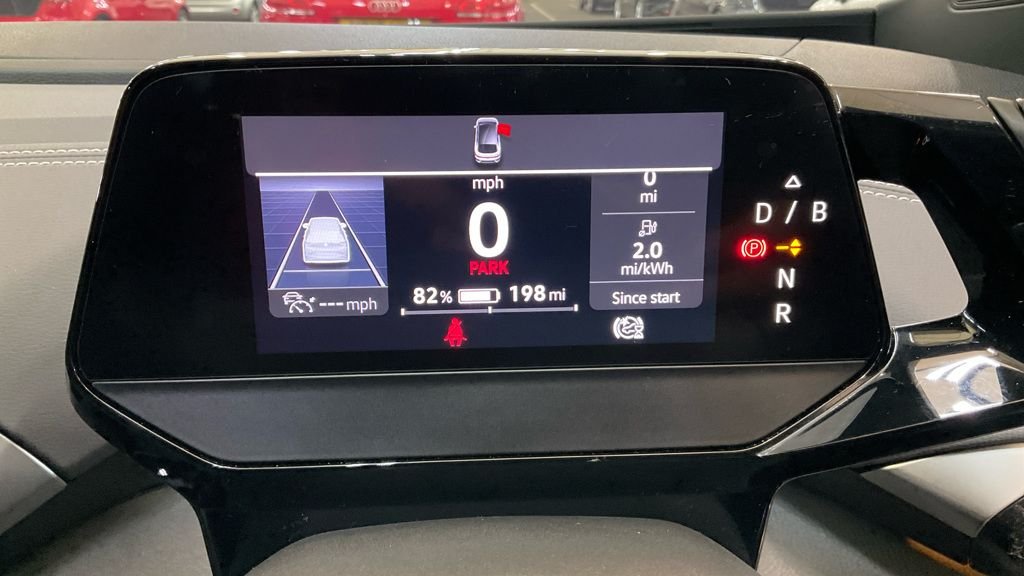 mph
0
PARK
82% 198 mi
--- mph
0
mi
2.0
mi/kWh
Since start
D / B
P
N
R